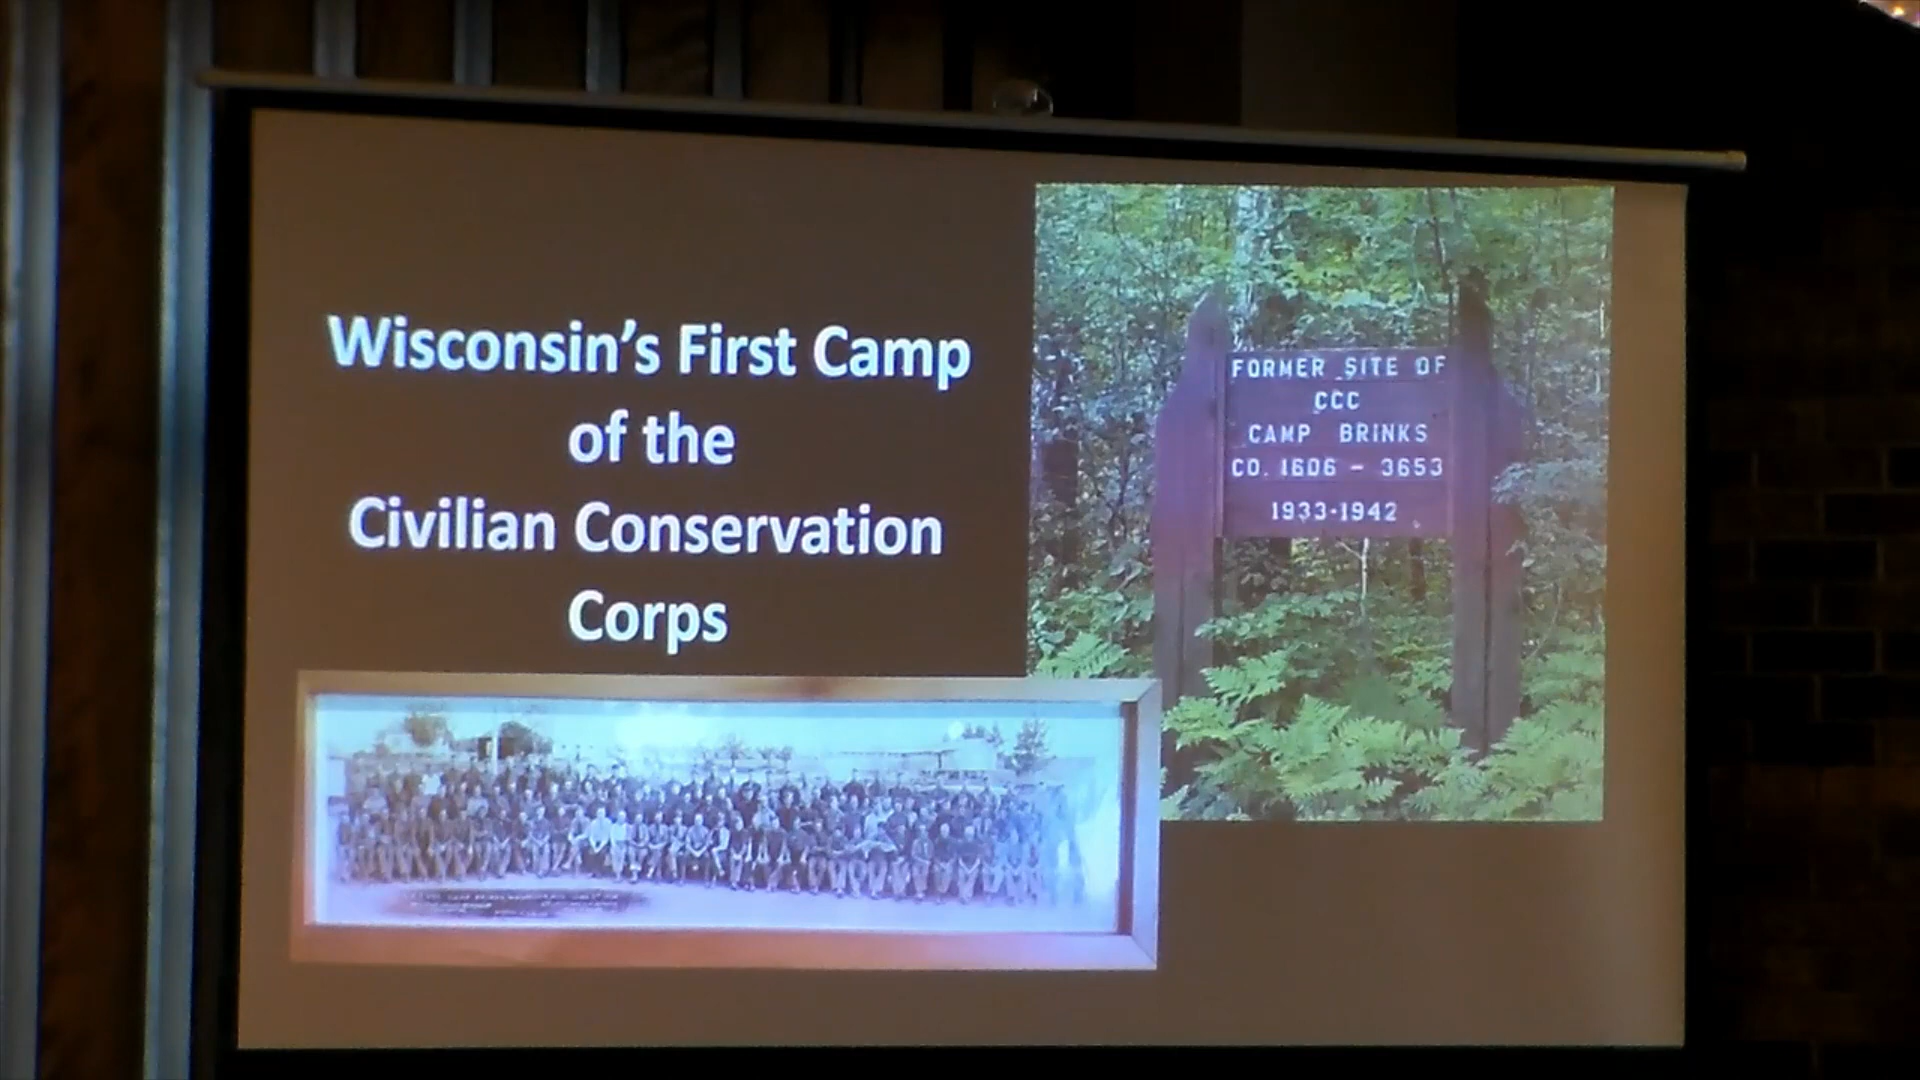 Wisconsin's First Camp
of the
Civilian Conservation
Corps
FORMER SITE OF
CCC
CAMP BRINKS
CO. 1606 - 3653
1933-1942